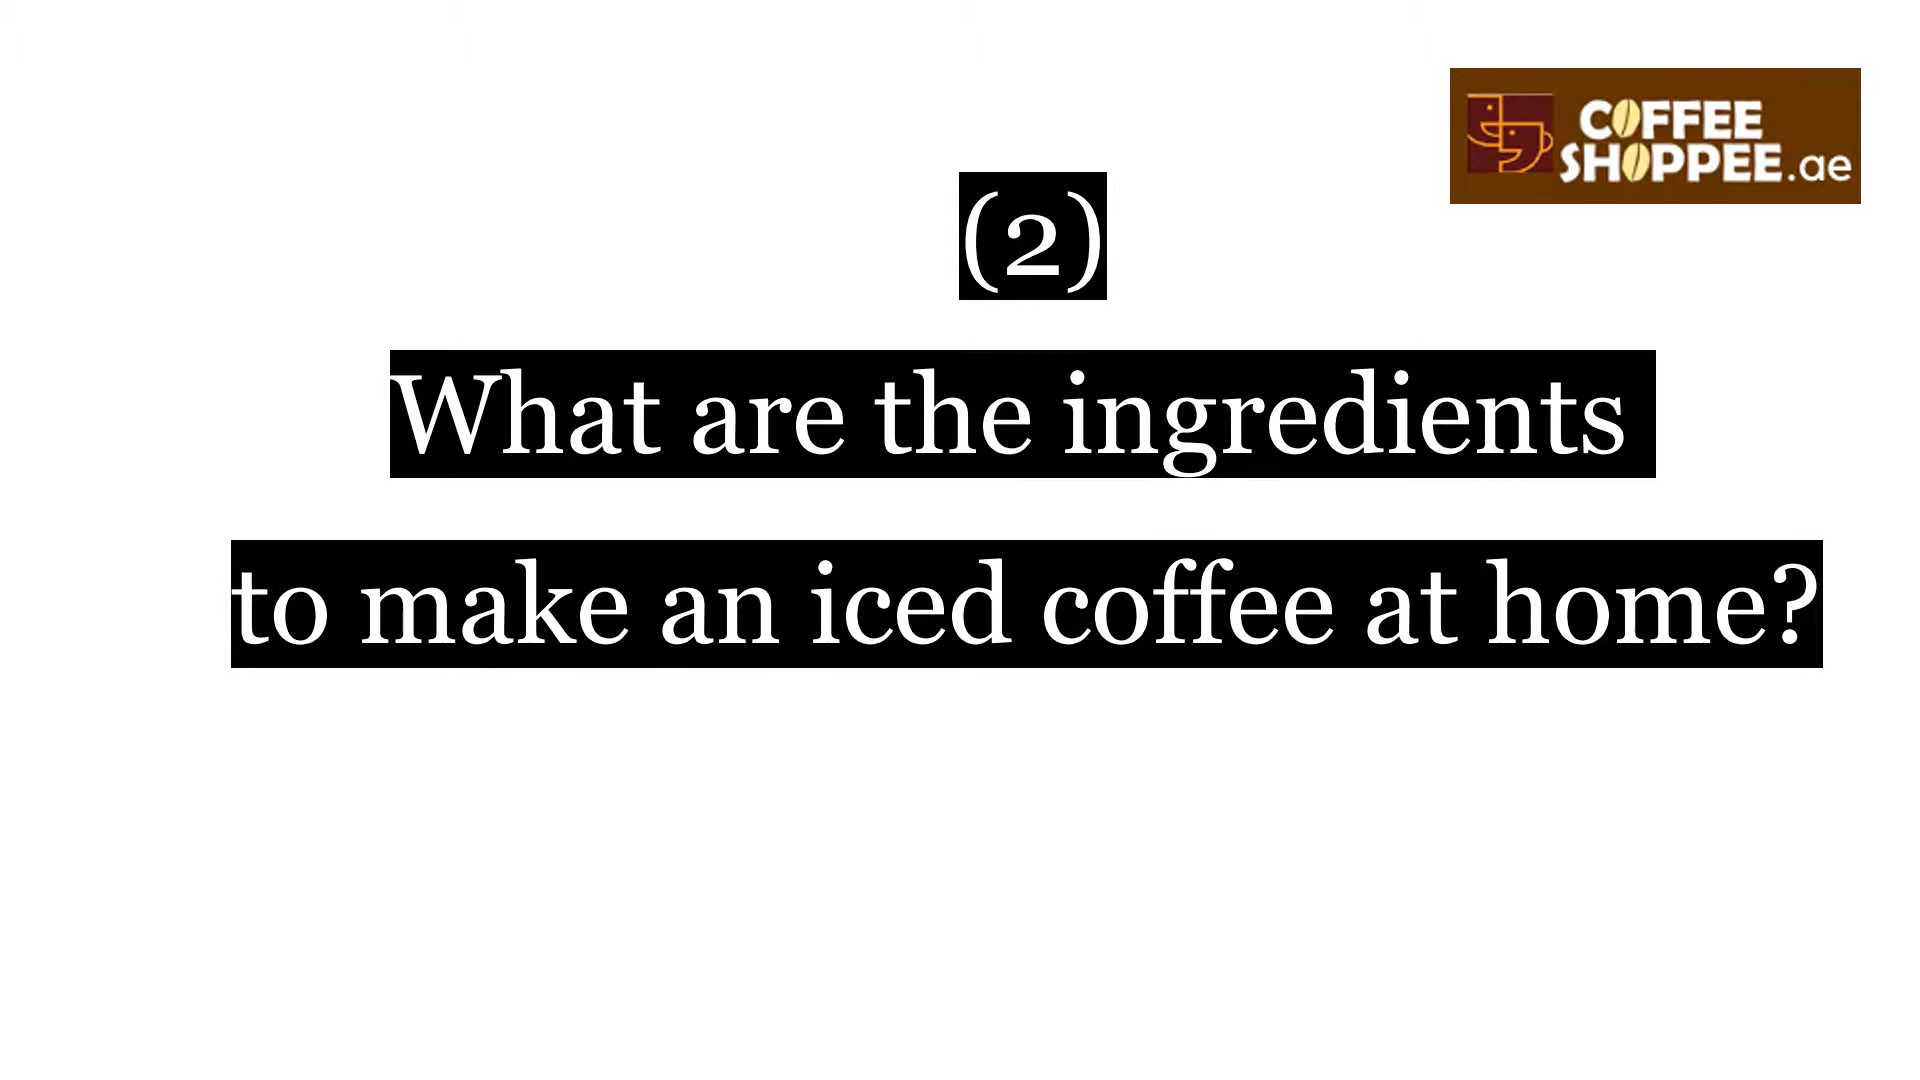 COFFEE
SHOPPEE.ae
(2)
What are the ingredients
to make an iced coffee at home?